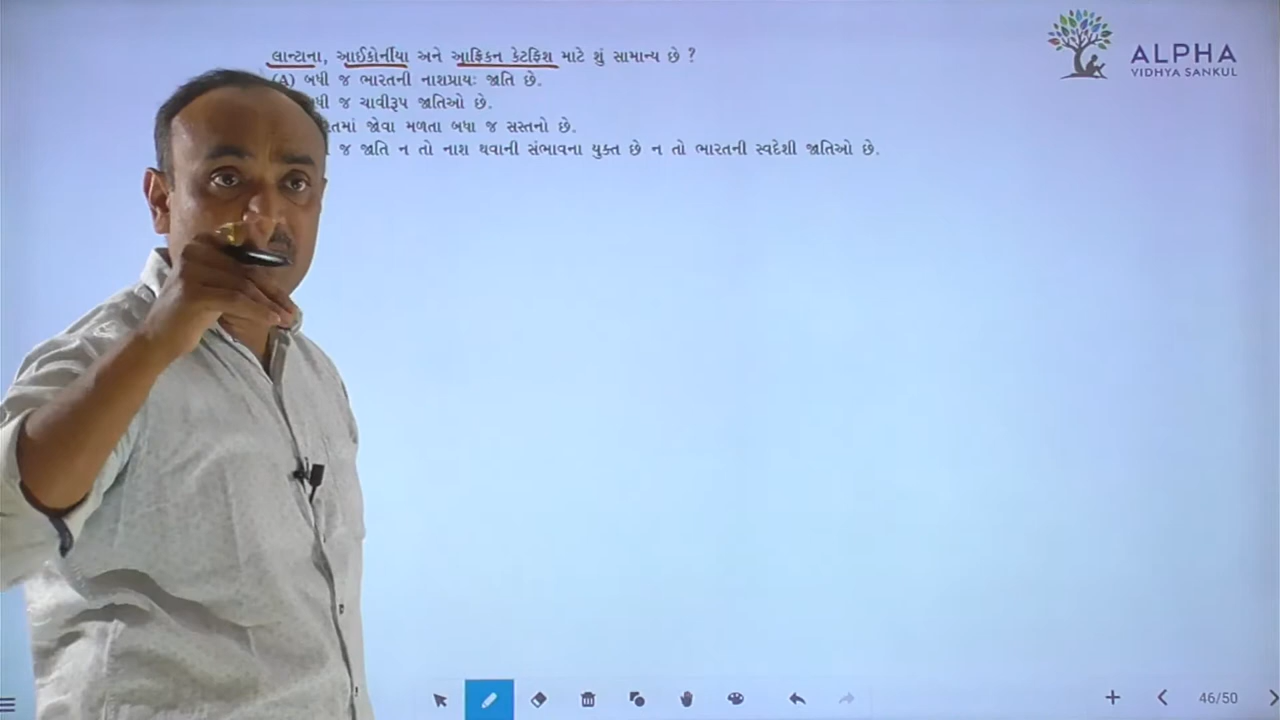 લાન્ટાના, આઈકોર્નીયા અને આફ્રિકન કેટફિશ માટે શું સામાન્ય છે ?
(A) બધી જ ભારતની નાશપ્રાયઃ જાતિ છે.
જ ચાવીરૂપ જાતિઓ છે.
જોવા મળતા બધા જ સસ્તનો છે.
જ જાતિ ન તો નાશ થવાની સંભાવના યુક્ત છે ન તો ભારતની સ્વદેશી જાતિઓ છે.
ALPHA
VIDHYA SANKUL
46/50